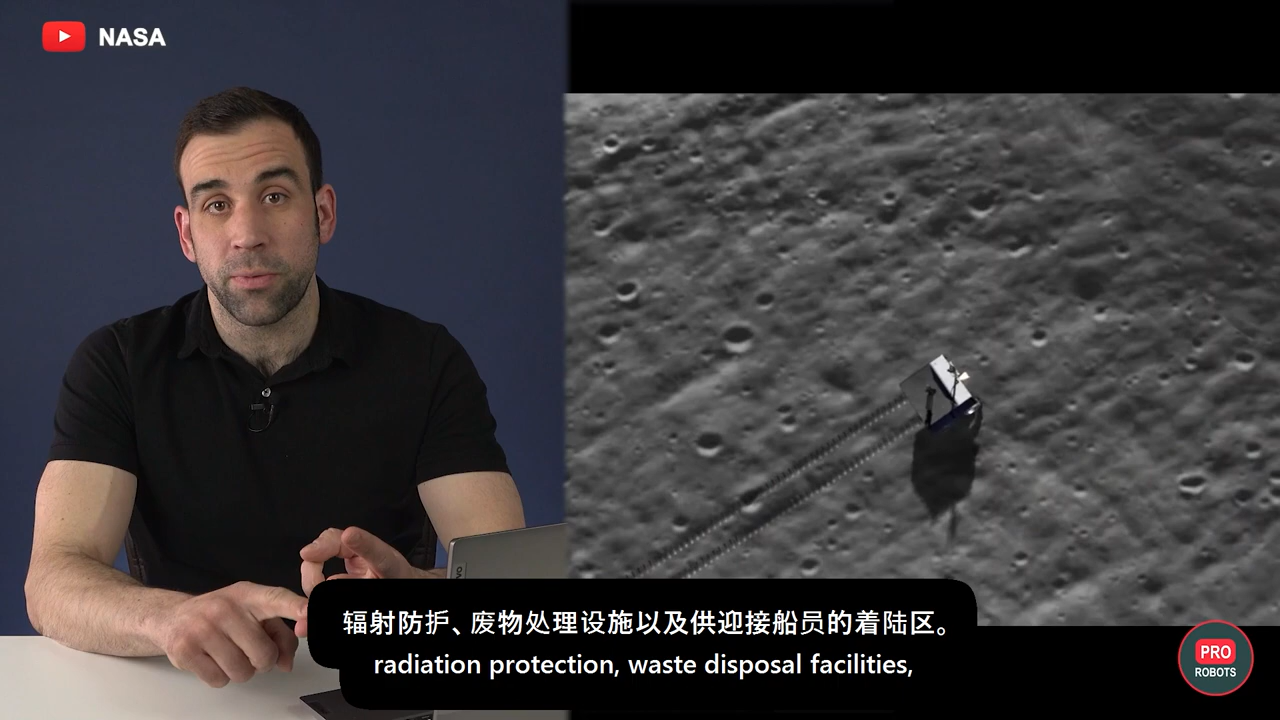 NASA
辐射防护、废物处理设施以及供迎接船员的着陆区。
radiation protection, waste disposal facilities,
PRO
ROBOTS